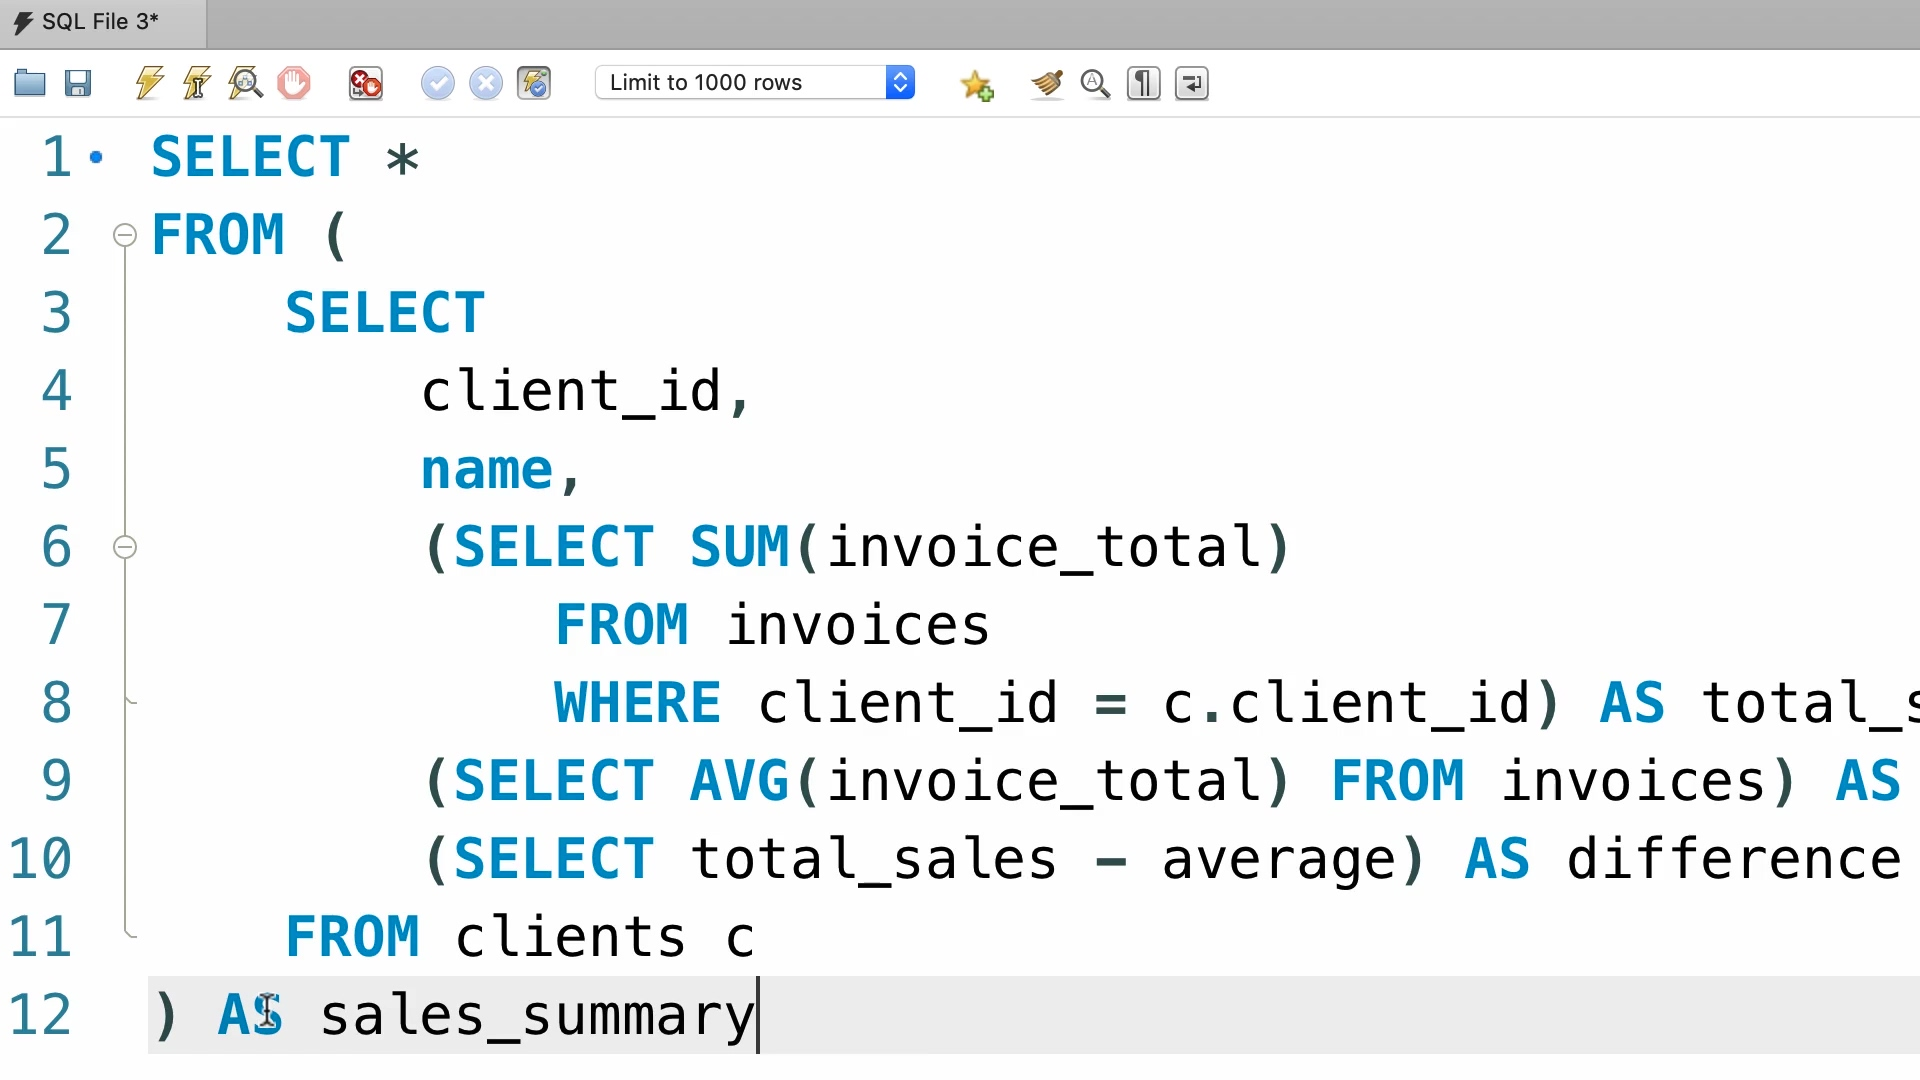 SQL File 3*
Limit to 1000 rows
1 SELECT *
2 FROM (
3 SELECT
4 client_id,
5 name,
6 (SELECT SUM(invoice_total)
7 FROM invoices
8 WHERE client_id = c.client_id) AS total_s
9 (SELECT AVG(invoice_total) FROM invoices) AS
10 (SELECT total_sales - average) AS difference
11 FROM clients c
12 ) AS sales_summary